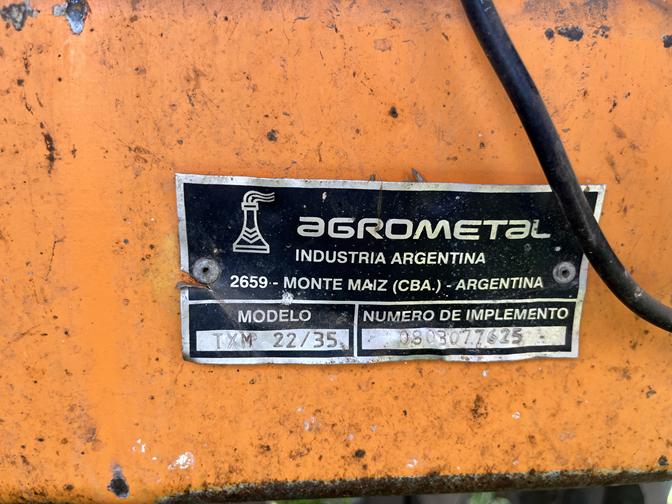 AGROMETAL
INDUSTRIA ARGENTINA
2659 - MONTE MAIZ (CBA.) - ARGENTINA
MODELO
TXM 22/35
NUMERO DE IMPLEMENTO
0803077625